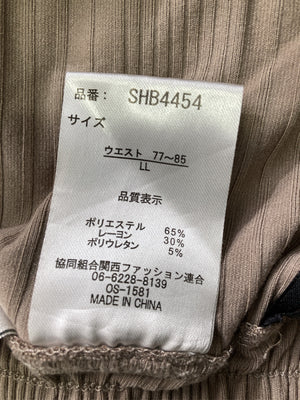 品番： SHB4454
サイズ
ウエスト 77～85
LL
品質表示
ポリエステル 65%
レーヨン 30%
ポリウレタン 5%
協同組合関西ファッション連合
06-6228-8139
OS-1581
MADE IN CHINA